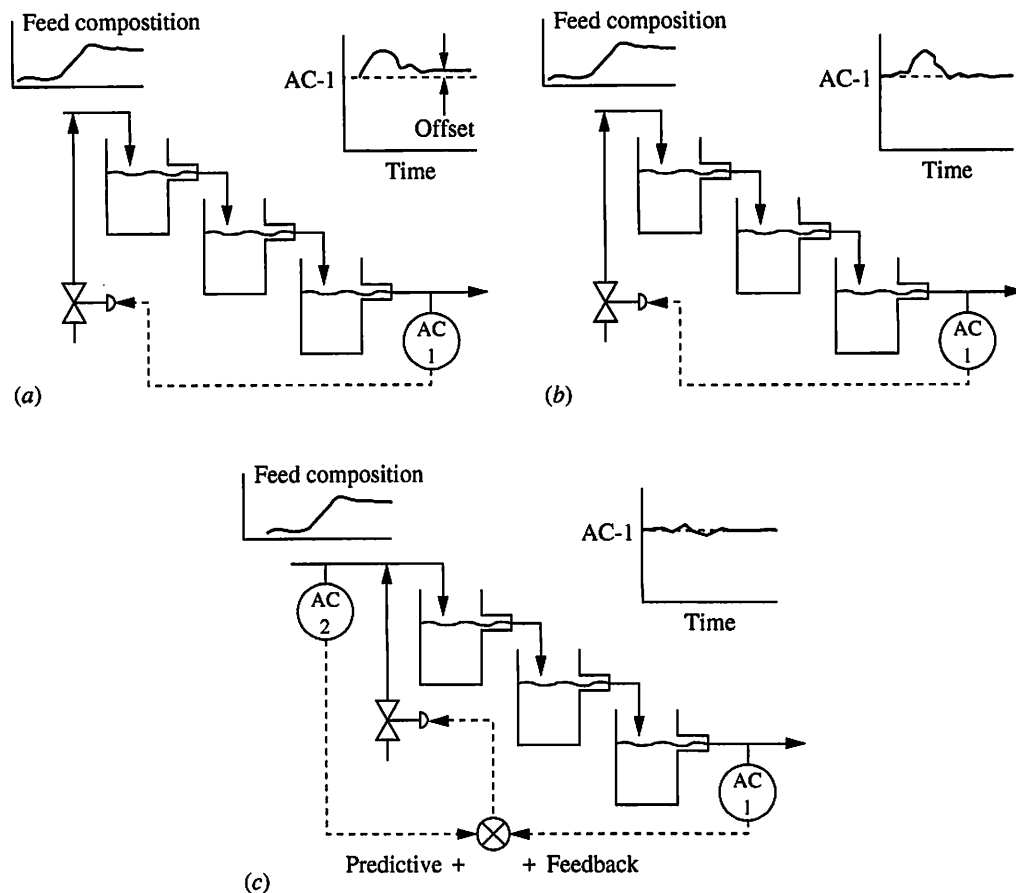 Feed compostition
AC-1
Offset
Time
AC
1
(a)
Feed composition
AC-1
Time
AC
1
(b)
Feed composition
AC-1
Time
AC
2
AC
1
Predictive + + Feedback
(c)